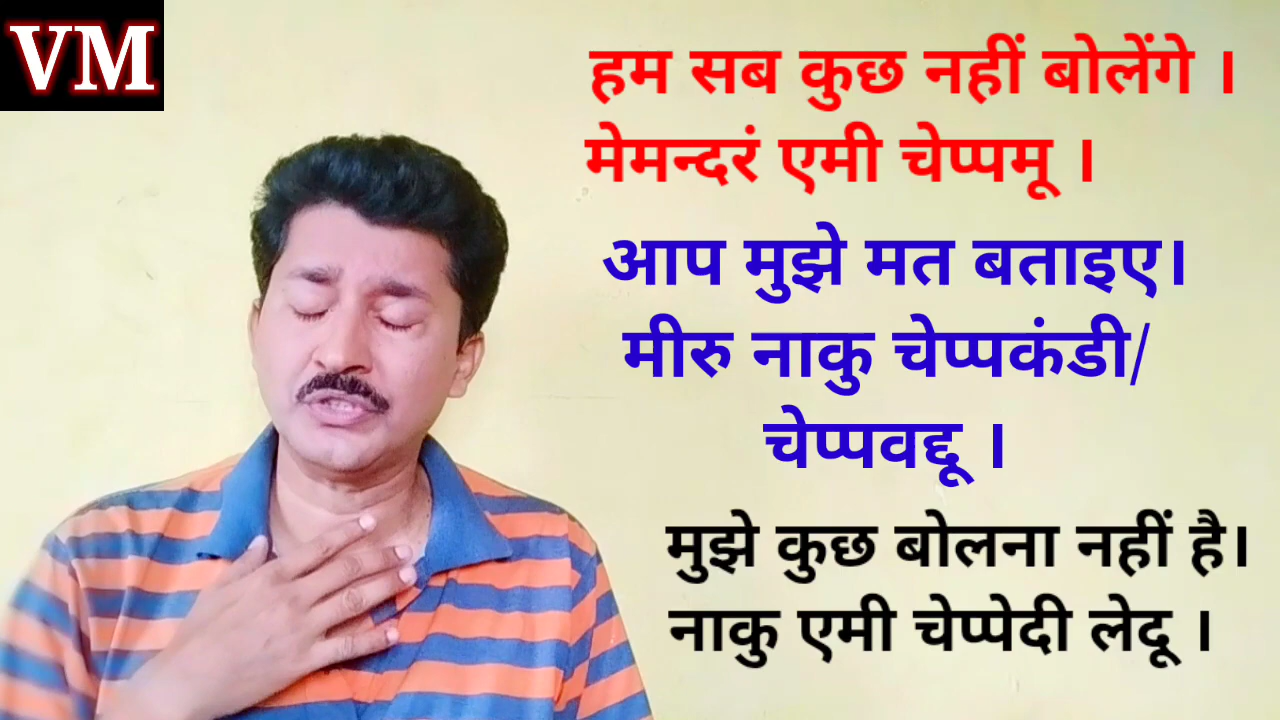 VM
हम सब कुछ नहीं बोलेंगे ।
मेमन्दरं एमी चेप्पमू ।
आप मुझे मत बताइए।
मीरु नाकु चेप्पकंडी/
चेप्पवद्दू ।
मुझे कुछ बोलना नहीं है।
नाकु एमी चेप्पेदी लेदू ।